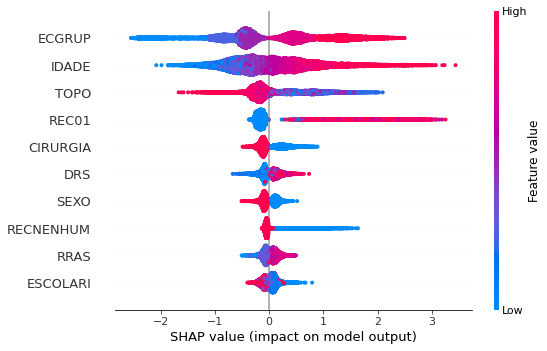 High
ECGRUP
IDADE
TOPO
REC01
CIRURGIA
DRS
SEXO
RECNENHUM
RRAS
ESCOLARI
Feature value
Low
−2 −1 0 1 2 3
SHAP value (impact on model output)